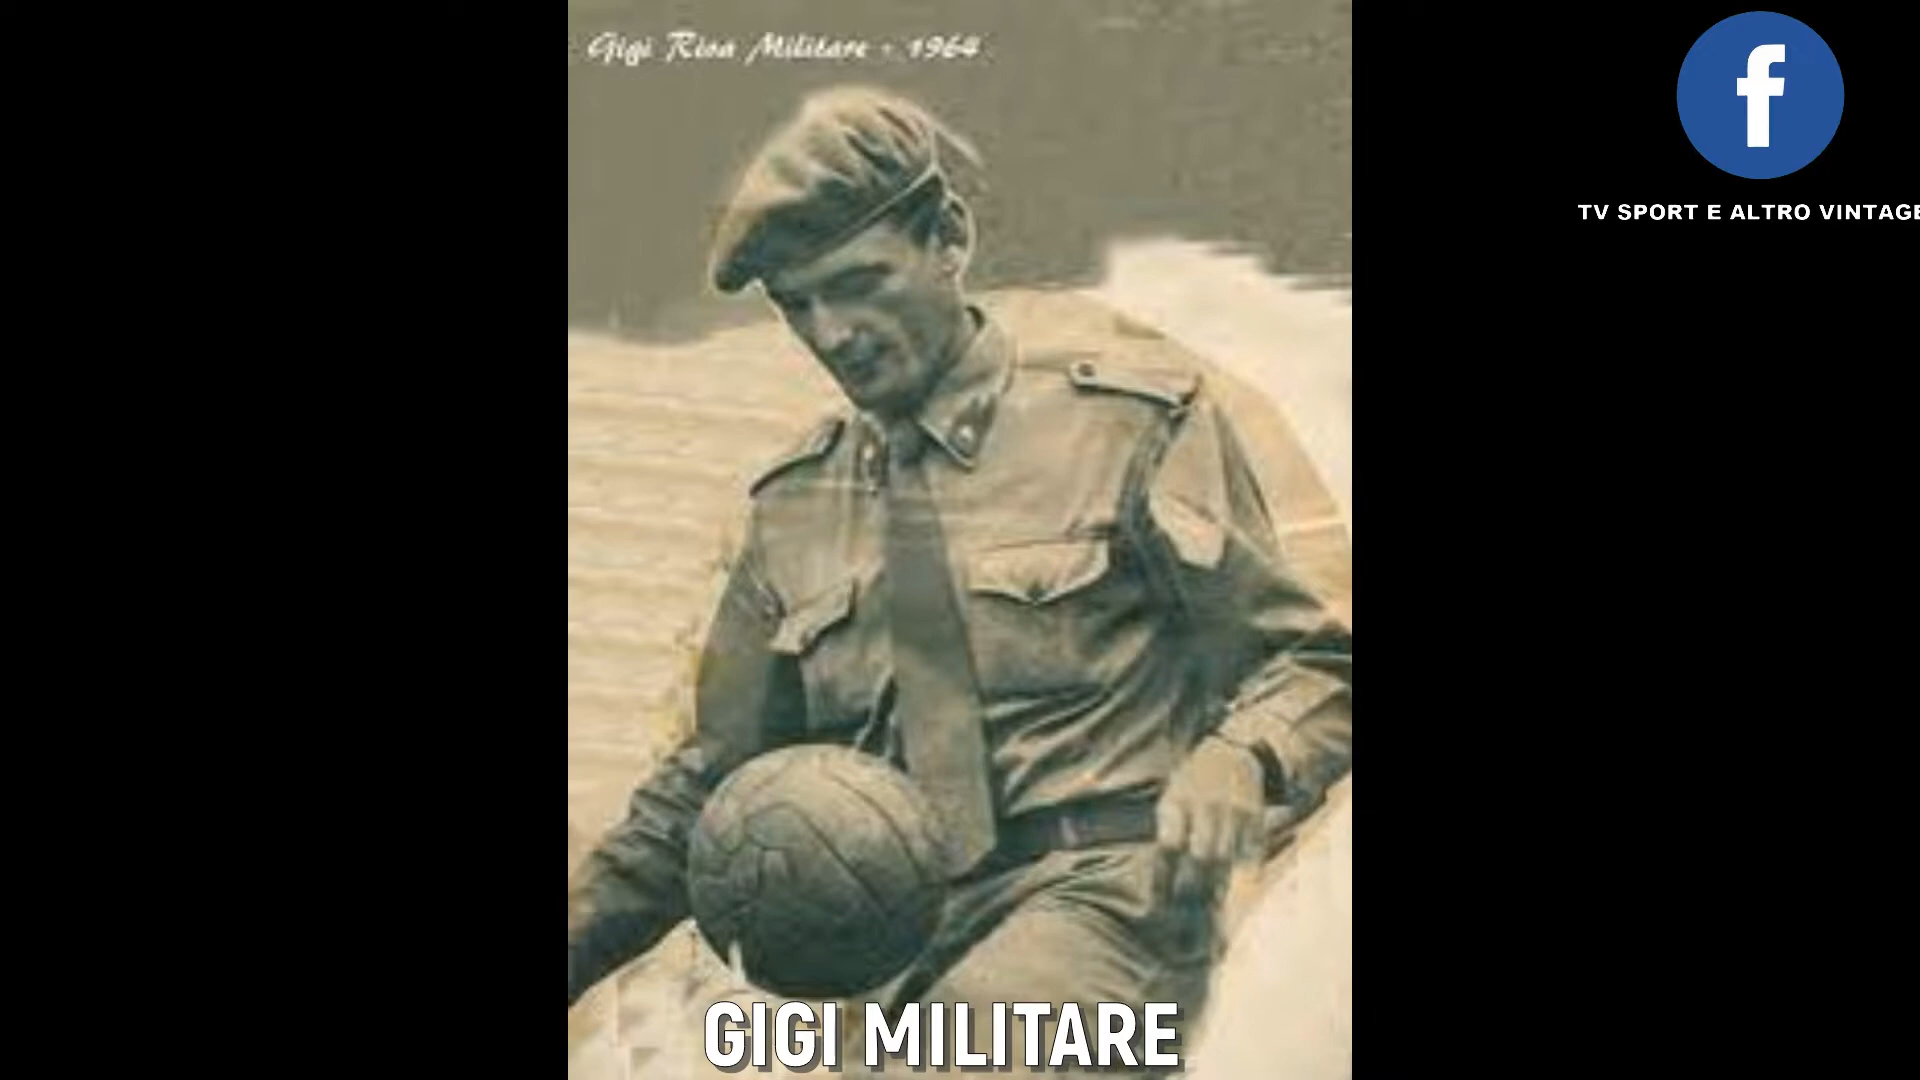 Gigi Riva Militare - 1964
f
TV SPORT E ALTRO VINTAGE
GIGI MILITARE